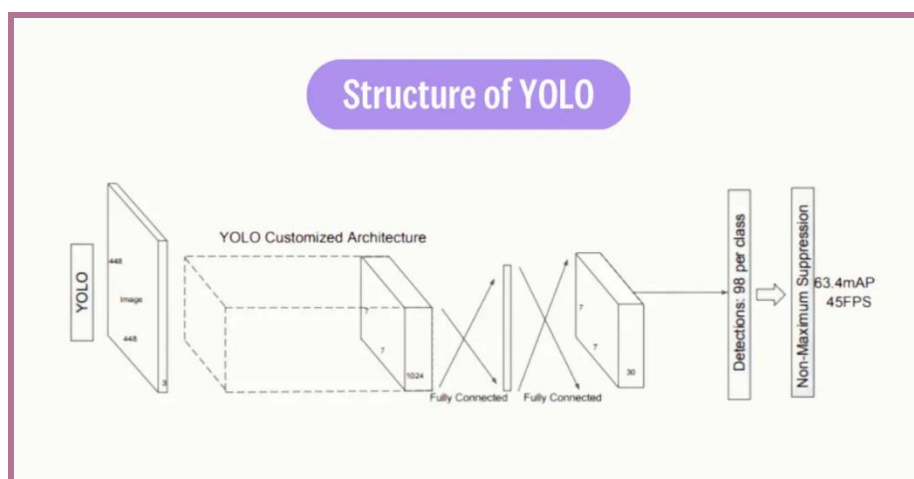 Structure of YOLO
YOLO
448
Image
448
3
YOLO Customized Architecture
7
7
1024
Fully Connected
Fully Connected
7
7
30
Detections: 98 per class
Non-Maximum Suppression
63.4mAP
45FPS